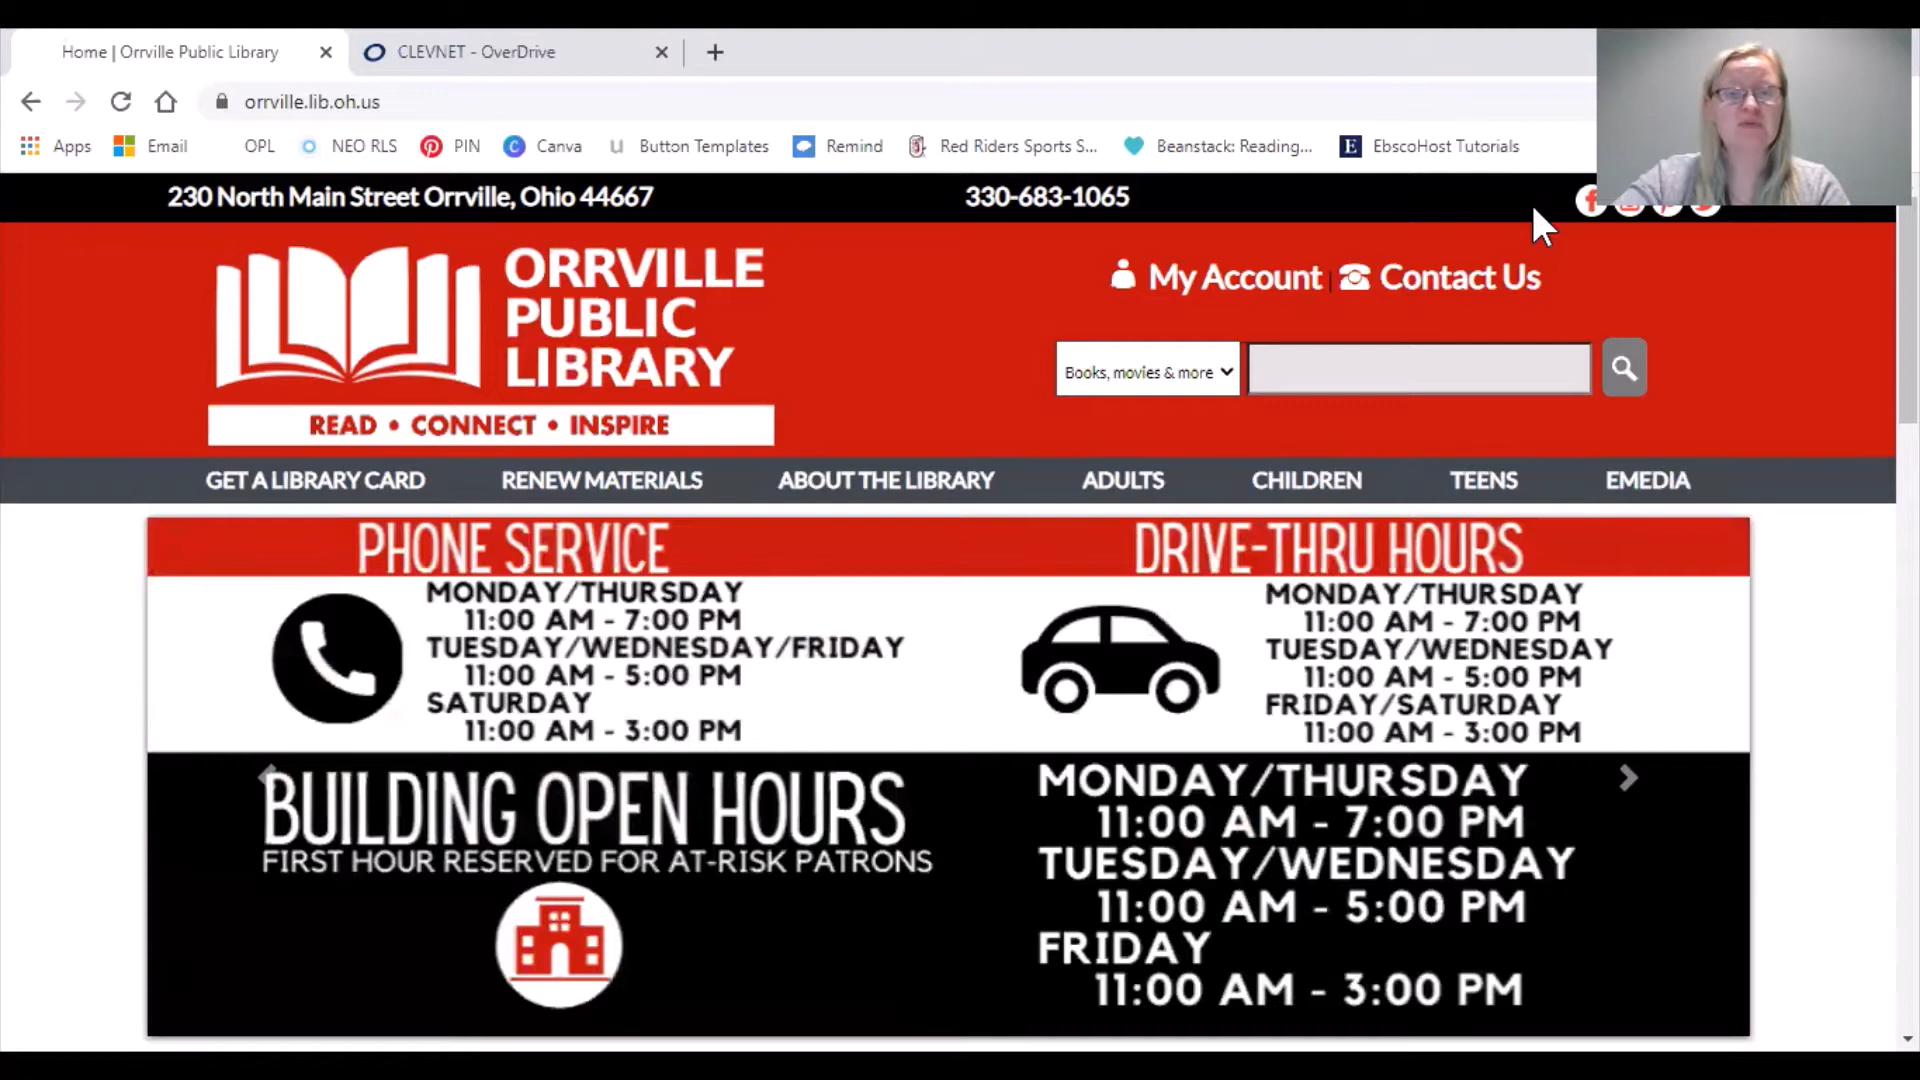 Home | Orrville Public Library
CLEVNET - OverDrive
orrville.lib.oh.us
Apps Email OPL NEO RLS PIN Canva Button Templates Remind Red Riders Sports S... Beanstack: Reading... EbscoHost Tutorials
230 North Main Street Orrville, Ohio 44667
330-683-1065
ORRVILLE
PUBLIC
LIBRARY
READ • CONNECT • INSPIRE
My Account | Contact Us
Books, movies & more
GET A LIBRARY CARD RENEW MATERIALS ABOUT THE LIBRARY ADULTS CHILDREN TEENS EMEDIA
PHONE SERVICE
MONDAY/THURSDAY
11:00 AM - 7:00 PM
TUESDAY/WEDNESDAY/FRIDAY
11:00 AM - 5:00 PM
SATURDAY
11:00 AM - 3:00 PM
DRIVE-THRU HOURS
MONDAY/THURSDAY
11:00 AM - 7:00 PM
TUESDAY/WEDNESDAY
11:00 AM - 5:00 PM
FRIDAY/SATURDAY
11:00 AM - 3:00 PM
BUILDING OPEN HOURS
FIRST HOUR RESERVED FOR AT-RISK PATRONS
MONDAY/THURSDAY
11:00 AM - 7:00 PM
TUESDAY/WEDNESDAY
11:00 AM - 5:00 PM
FRIDAY
11:00 AM - 3:00 PM